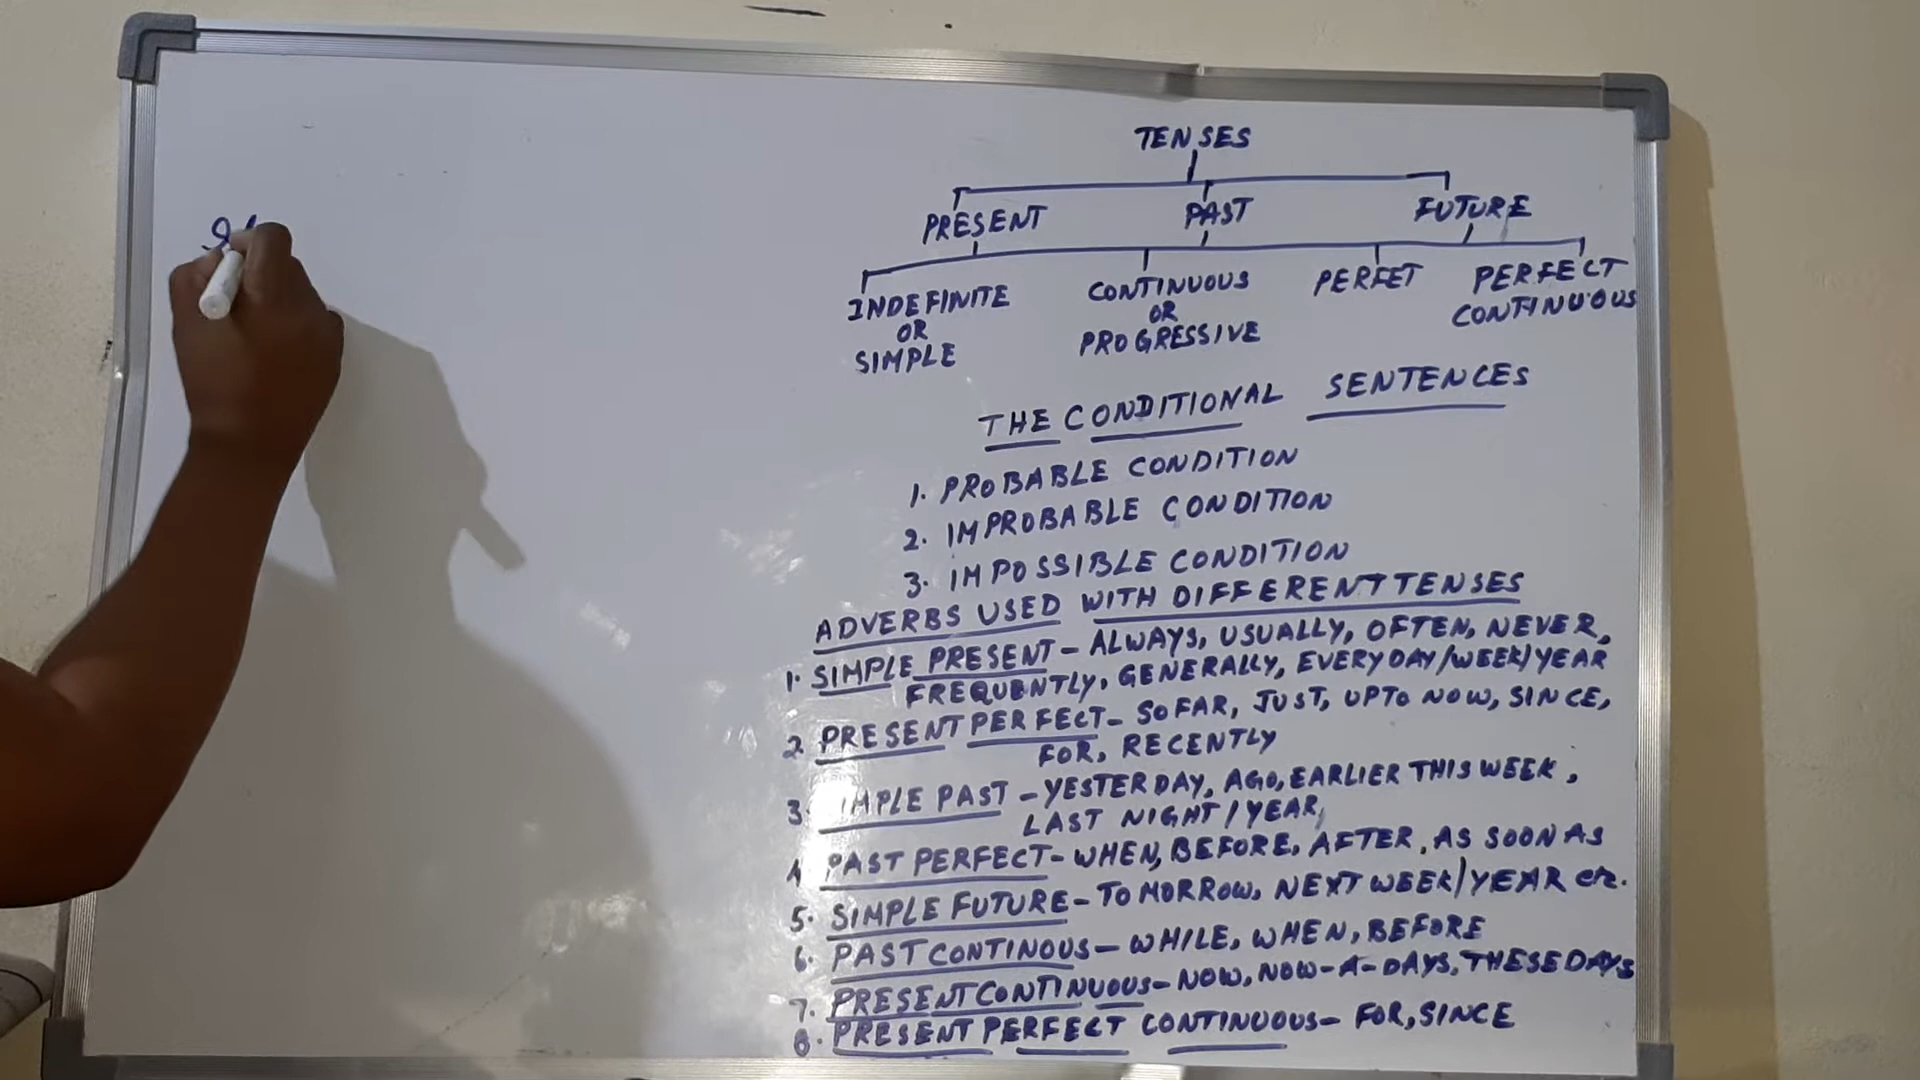 TENSES
PRESENT PAST FUTURE
INDEFINITE OR SIMPLE
CONTINUOUS OR PROGRESSIVE
PERFET
PERFECT CONTINUOUS
THE CONDITIONAL SENTENCES
1. PROBABLE CONDITION
2. IMPROBABLE CONDITION
3. IMPOSSIBLE CONDITION
ADVERBS USED WITH DIFFERENT TENSES
1. SIMPLE PRESENT - ALWAYS, USUALLY, OFTEN, NEVER,
FREQUENTLY, GENERALLY, EVERYDAY/WEEK/YEAR
2 PRESENT PERFECT - SO FAR, JUST, UPTO NOW, SINCE,
FOR, RECENTLY
3. IMPLE PAST - YESTERDAY, AGO, EARLIER THIS WEEK,
LAST NIGHT/YEAR,
PAST PERFECT - WHEN, BEFORE, AFTER, AS SOON AS
5. SIMPLE FUTURE - TOMORROW, NEXT WEEK/YEAR etc.
6. PAST CONTINOUS - WHILE, WHEN, BEFORE
7. PRESENT CONTINUOUS - NOW, NOW-A-DAYS, THESE DAYS
8. PRESENT PERFECT CONTINUOUS - FOR, SINCE